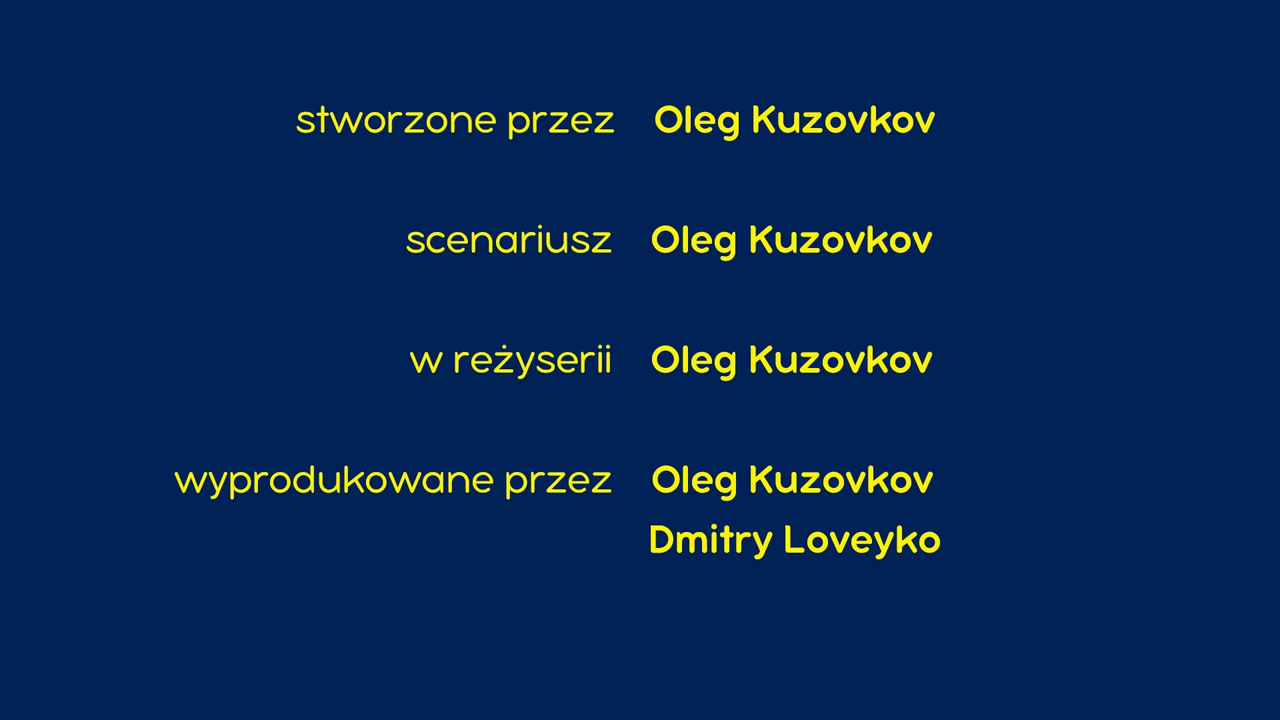 stworzone przez Oleg Kuzovkov
scenariusz Oleg Kuzovkov
w reżyserii Oleg Kuzovkov
wyprodukowane przez Oleg Kuzovkov
Dmitry Loveyko